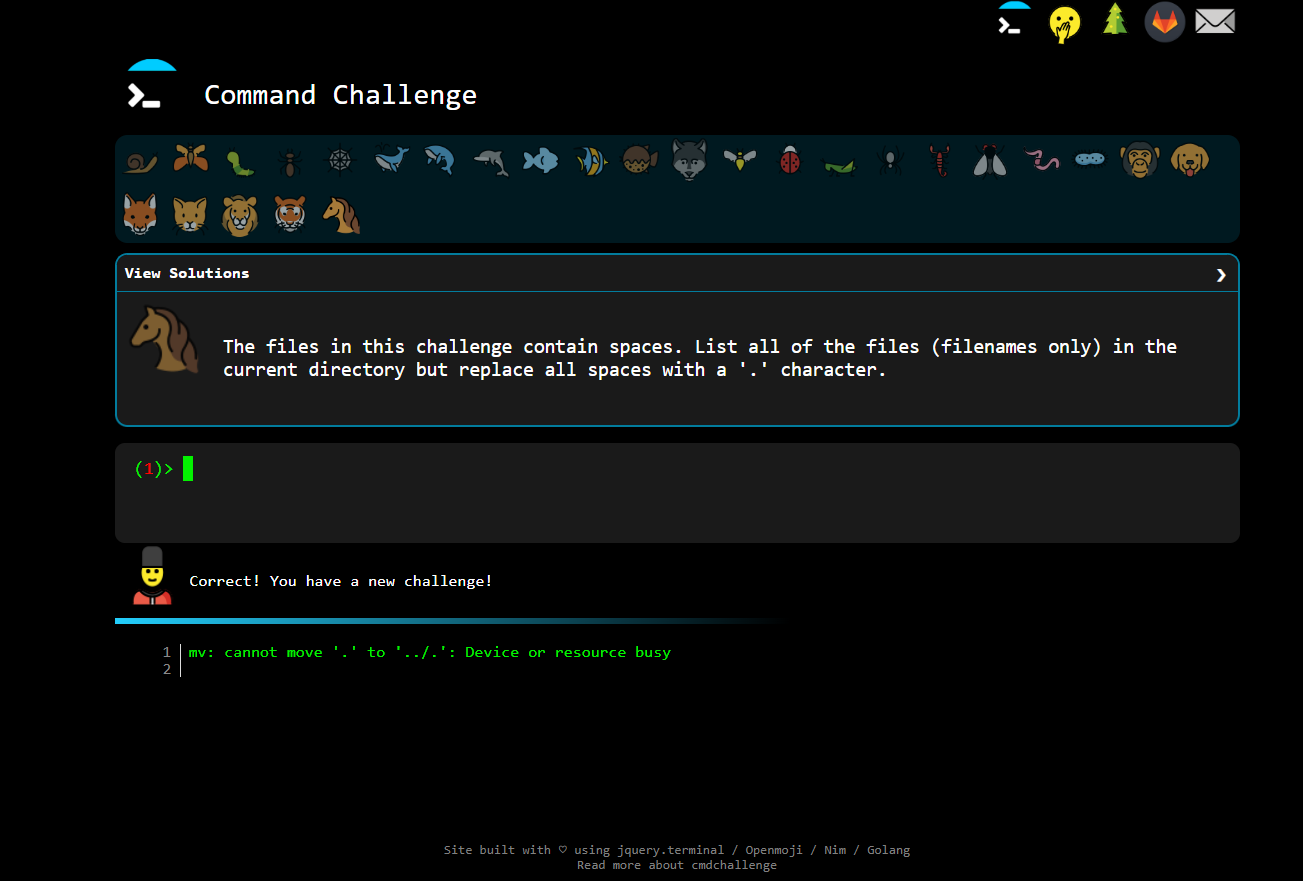 Command Challenge
View Solutions
The files in this challenge contain spaces. List all of the files (filenames only) in the
current directory but replace all spaces with a '.' character.
(1)>
Correct! You have a new challenge!
1 mv: cannot move '.' to '../.': Device or resource busy
2
Site built with ♡ using jquery.terminal / Openmoji / Nim / Golang
Read more about cmdchallenge